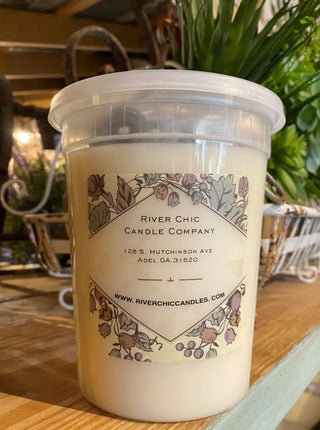 River Chic
Candle Company
128 S. Hutchinson Ave
Adel, GA. 31620
www.riverchiccandles.com